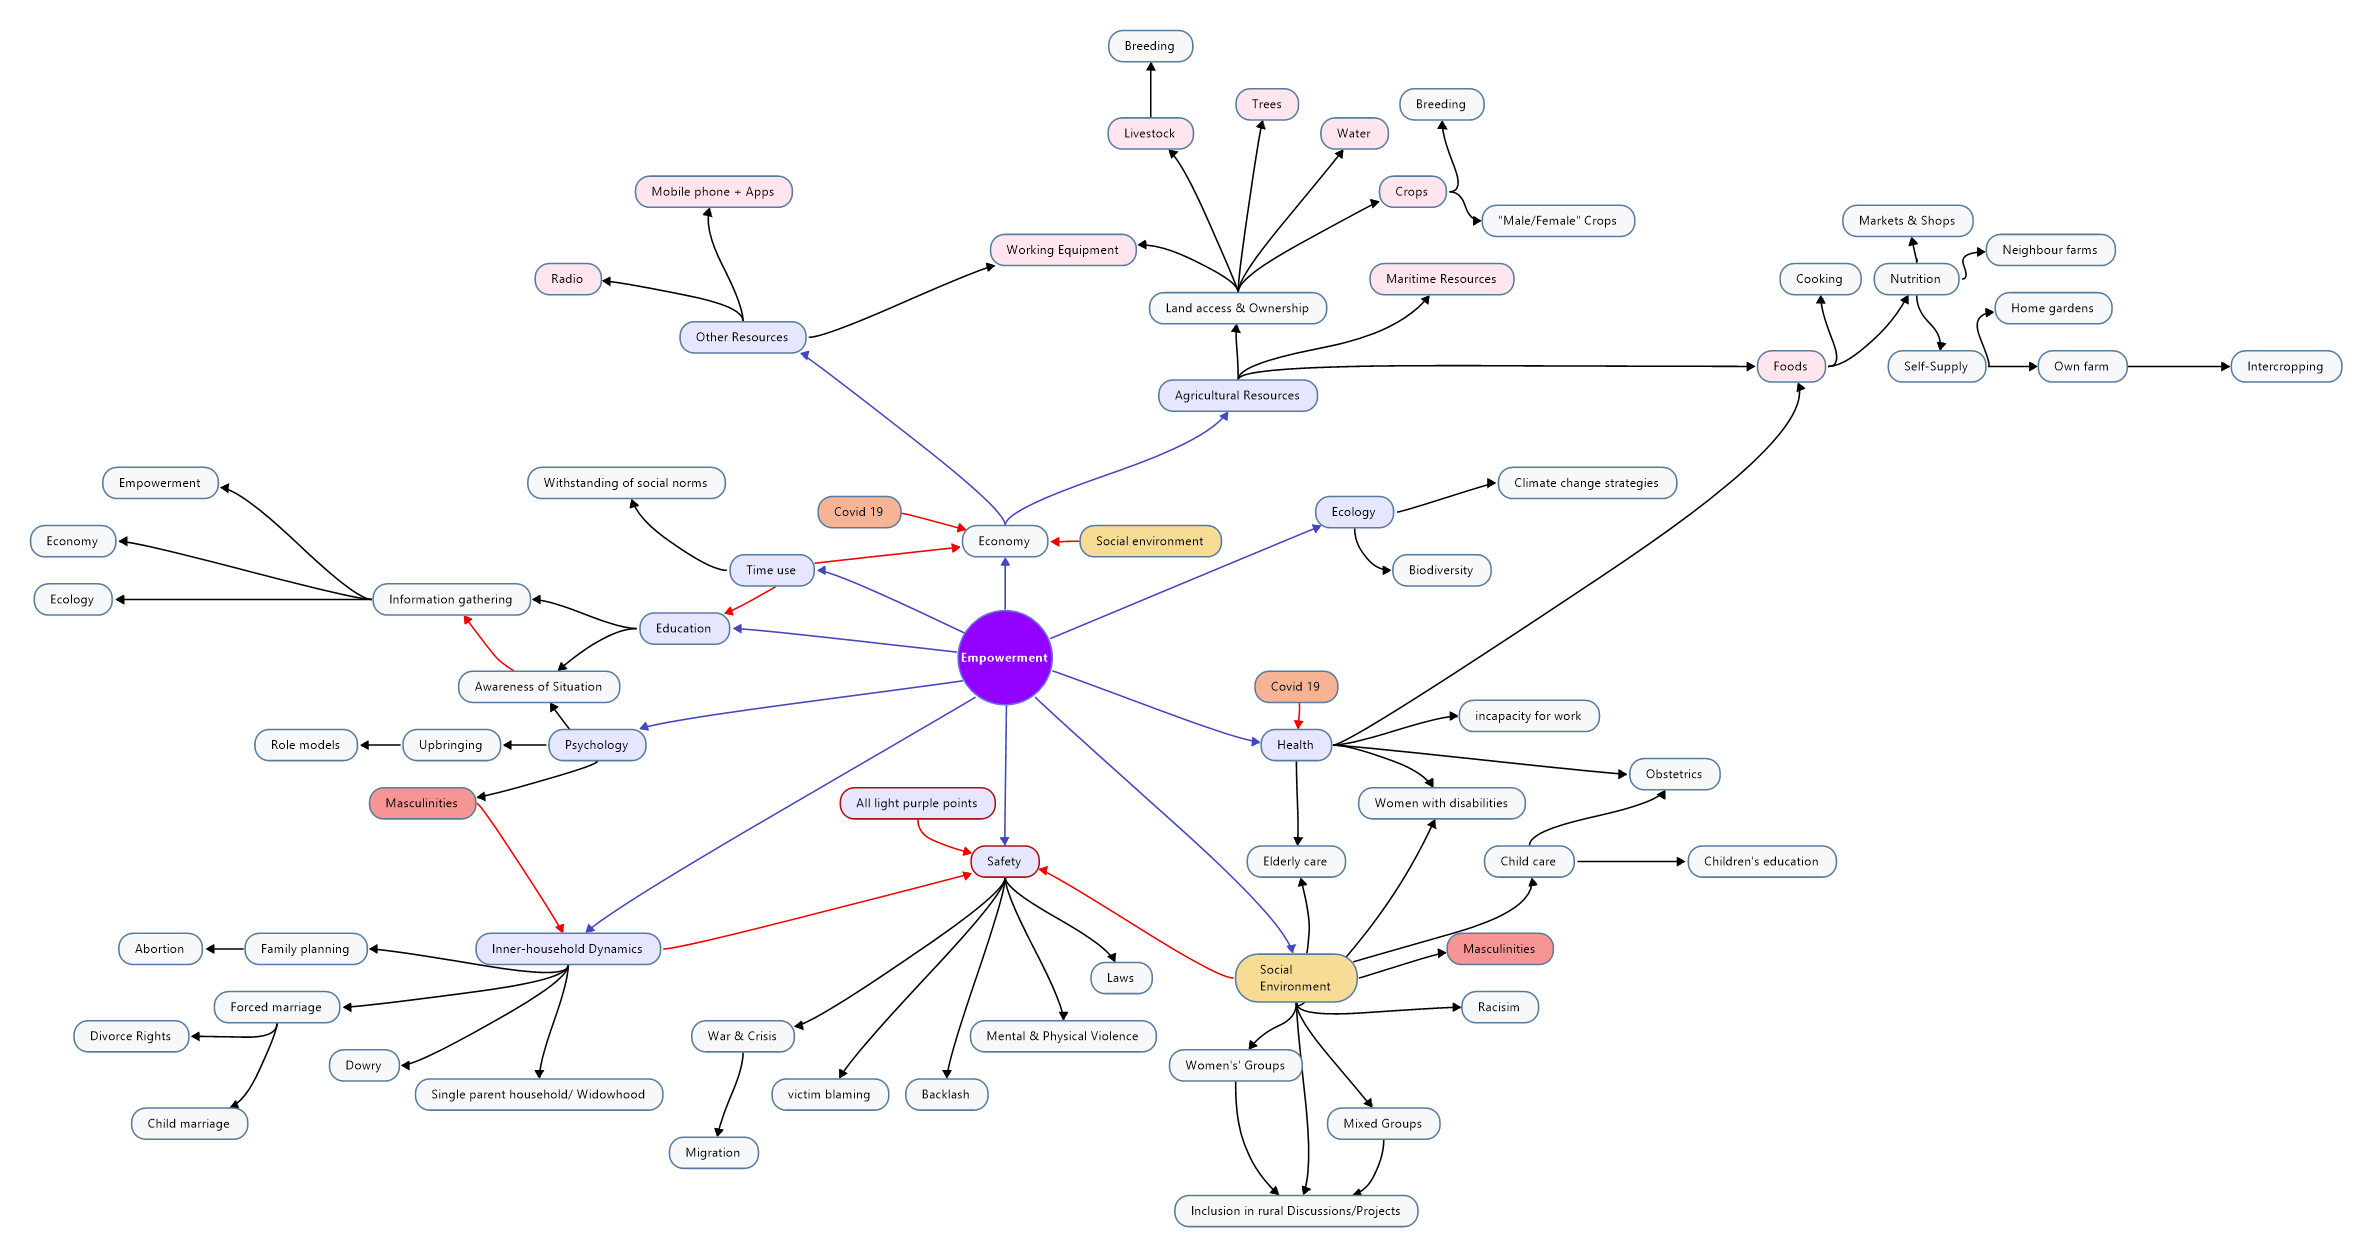 Breeding
Trees
Breeding
Livestock
Water
Mobile phone + Apps
Crops
"Male/Female" Crops
Markets & Shops
Working Equipment
Neighbour farms
Radio
Maritime Resources
Cooking
Nutrition
Land access & Ownership
Home gardens
Other Resources
Foods
Self-Supply
Own farm
Intercropping
Agricultural Resources
Empowerment
Withstanding of social norms
Climate change strategies
Covid 19
Ecology
Economy
Economy
Social environment
Time use
Biodiversity
Ecology
Information gathering
Education
Empowerment
Awareness of Situation
Covid 19
incapacity for work
Role models
Upbringing
Psychology
Health
Obstetrics
Masculinities
All light purple points
Women with disabilities
Safety
Elderly care
Child care
Children's education
Abortion
Family planning
Inner-household Dynamics
Masculinities
Laws
Social
Environment
Forced marriage
Racisim
Divorce Rights
War & Crisis
Mental & Physical Violence
Dowry
Women's' Groups
Single parent household/ Widowhood
victim blaming
Backlash
Child marriage
Mixed Groups
Migration
Inclusion in rural Discussions/Projects